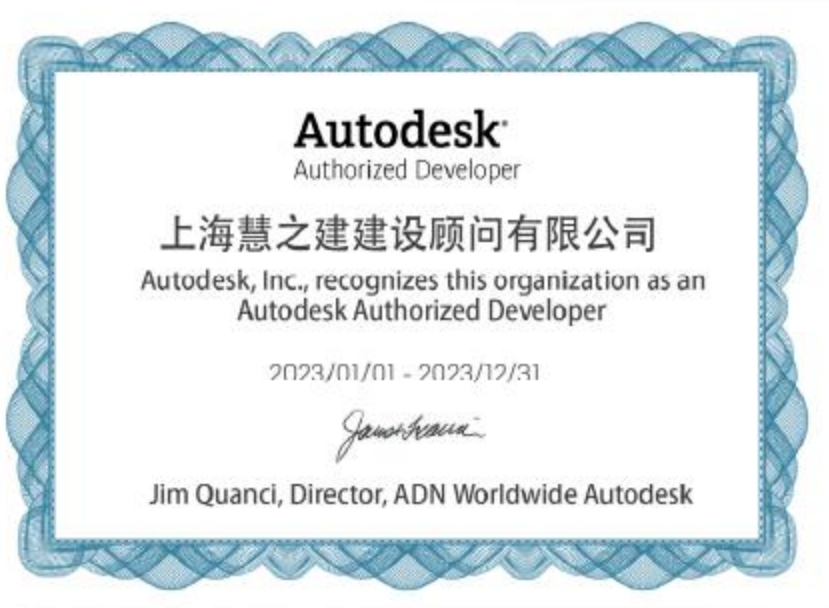 Autodesk®
Authorized Developer
上海慧之建建设顾问有限公司
Autodesk, Inc., recognizes this organization as an
Autodesk Authorized Developer
2023/01/01 - 2023/12/31
Jim Quanci, Director, ADN Worldwide Autodesk